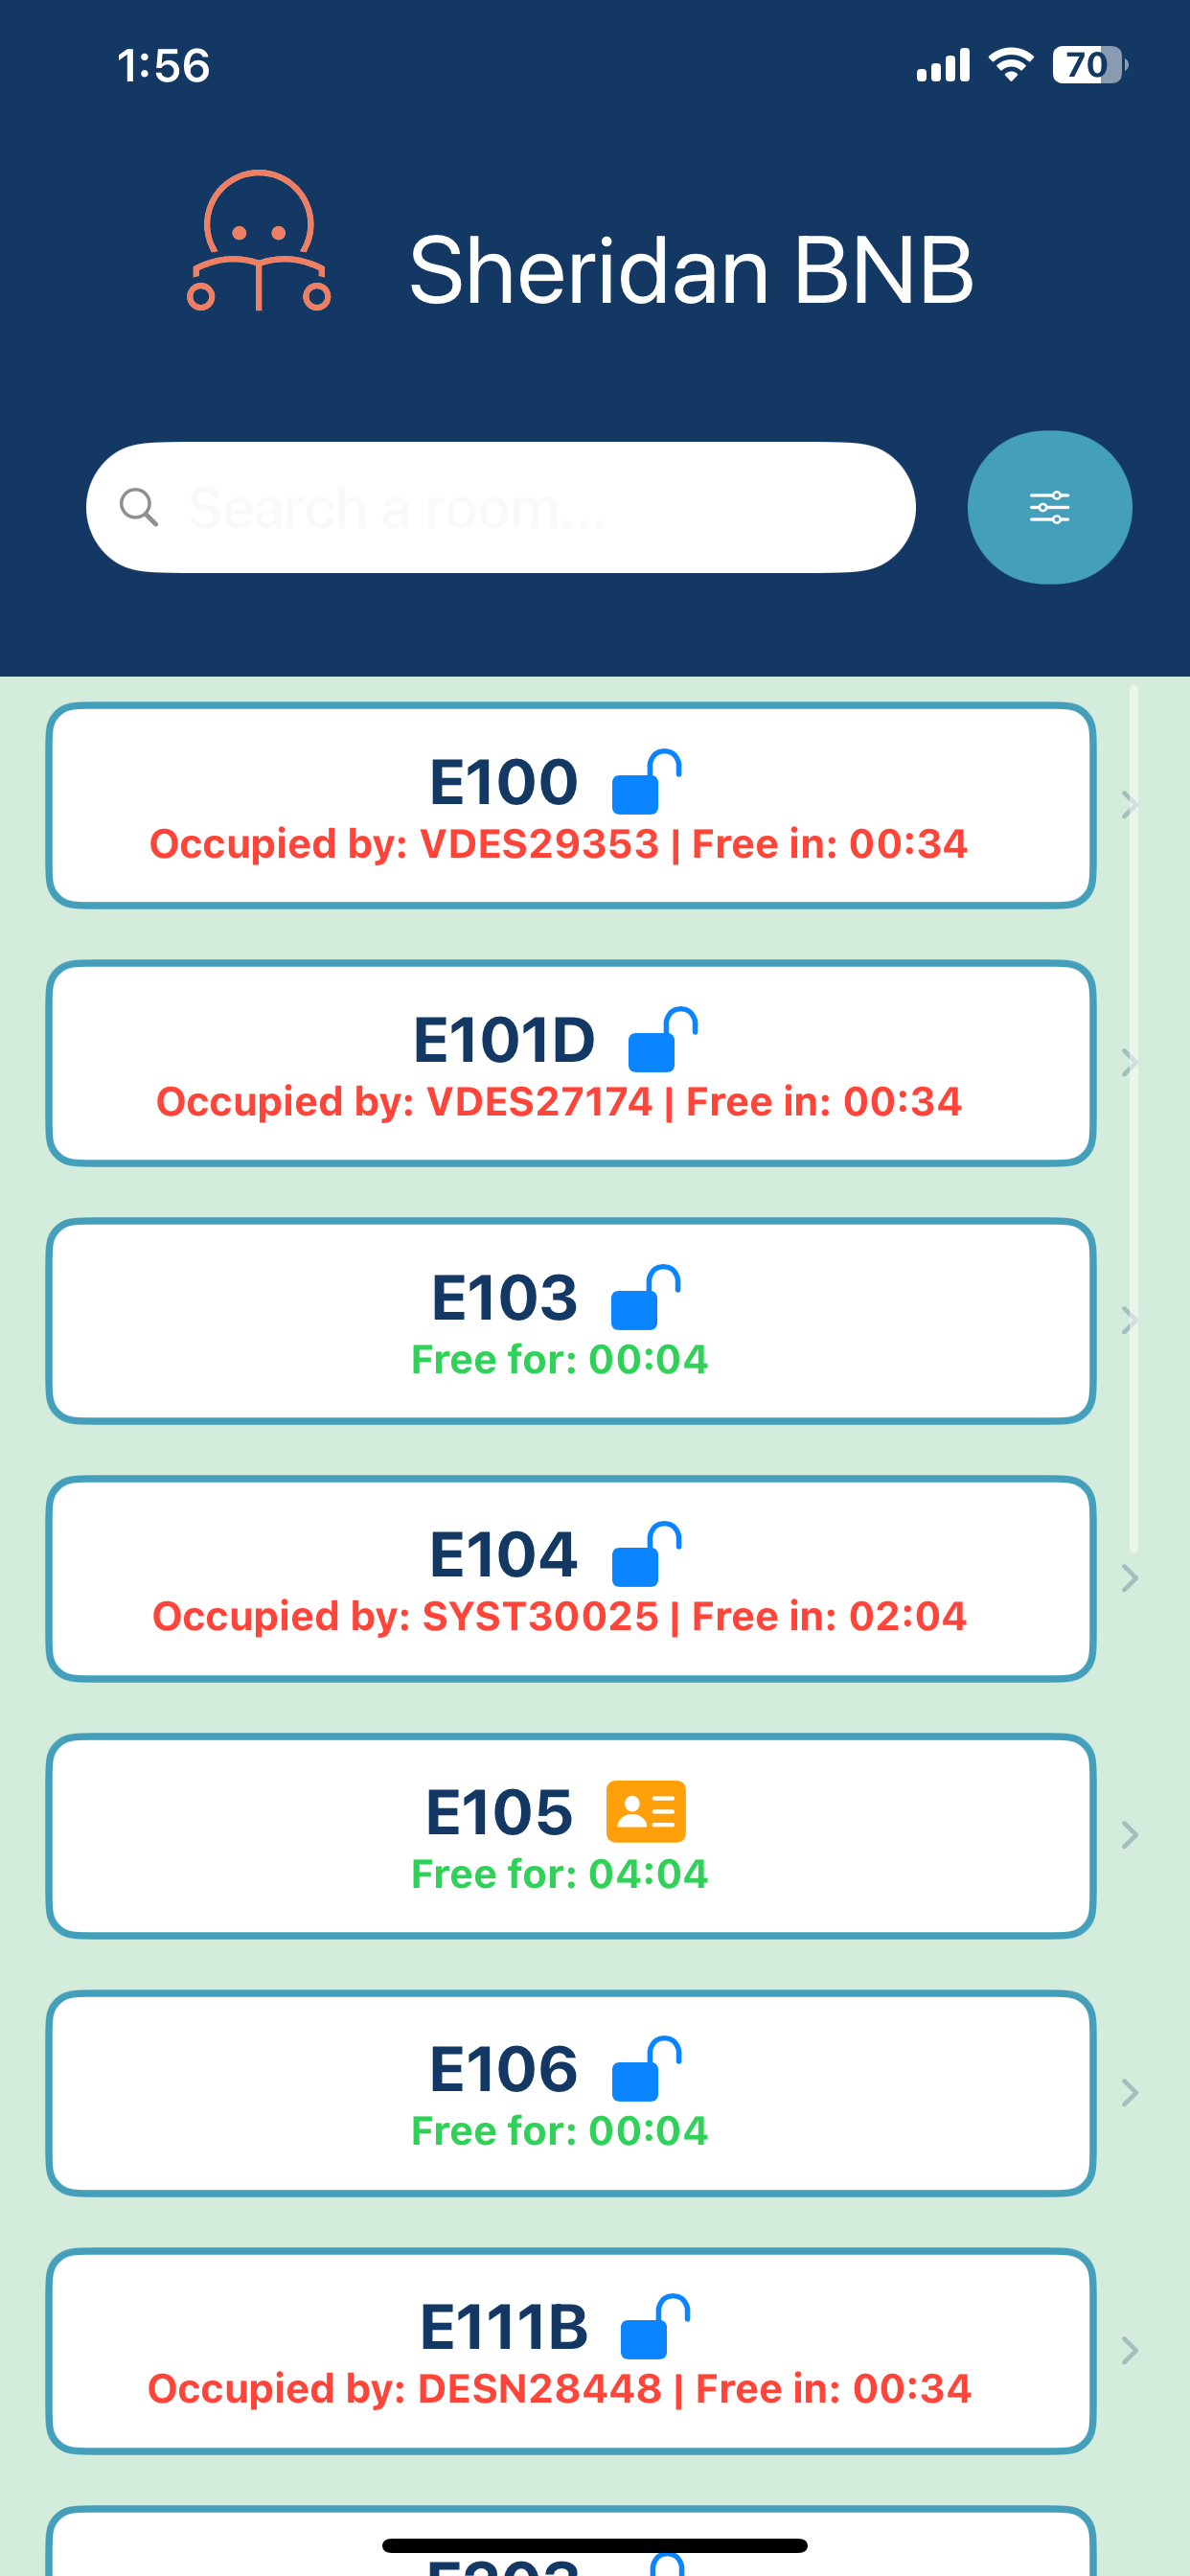 1:56
70
Sheridan BNB
Search a room...
E100
Occupied by: VDES29353 | Free in: 00:34
E101D
Occupied by: VDES27174 | Free in: 00:34
E103
Free for: 00:04
E104
Occupied by: SYST30025 | Free in: 02:04
E105
Free for: 04:04
E106
Free for: 00:04
E111B
Occupied by: DESN28448 | Free in: 00:34